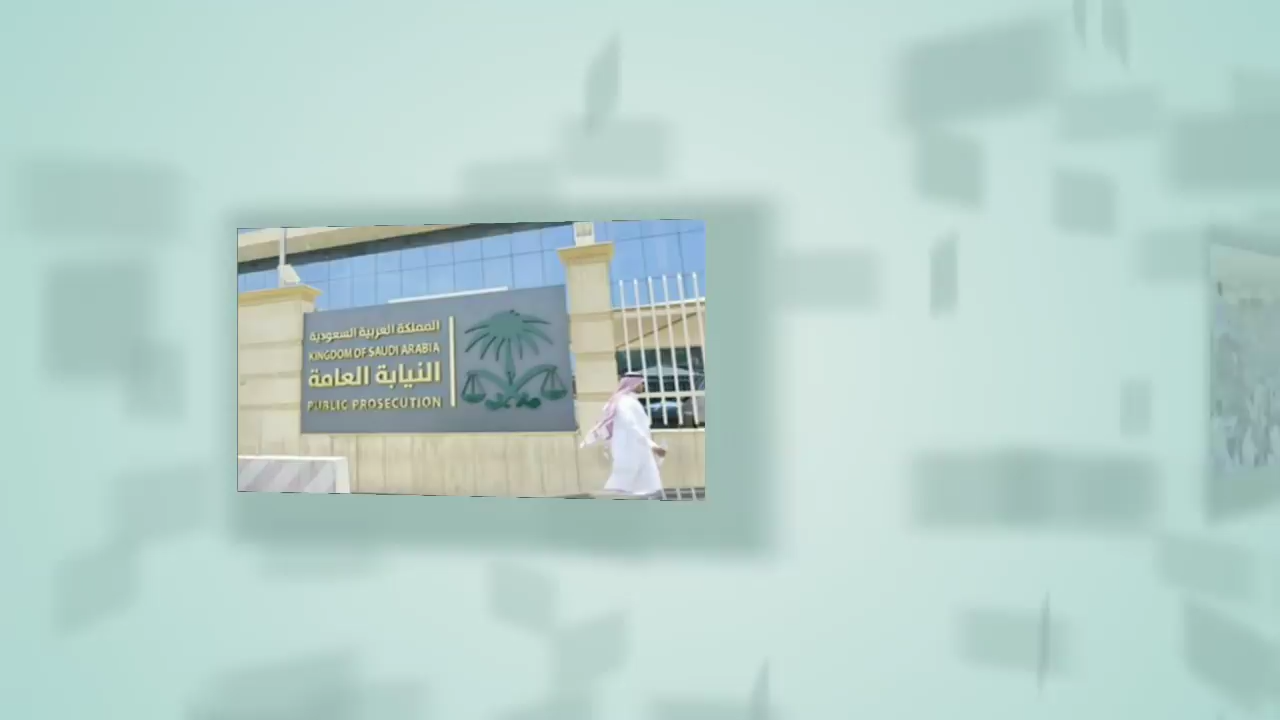 المملكة العربية السعودية
KINGDOM OF SAUDI ARABIA
النيابة العامة
PUBLIC PROSECUTION